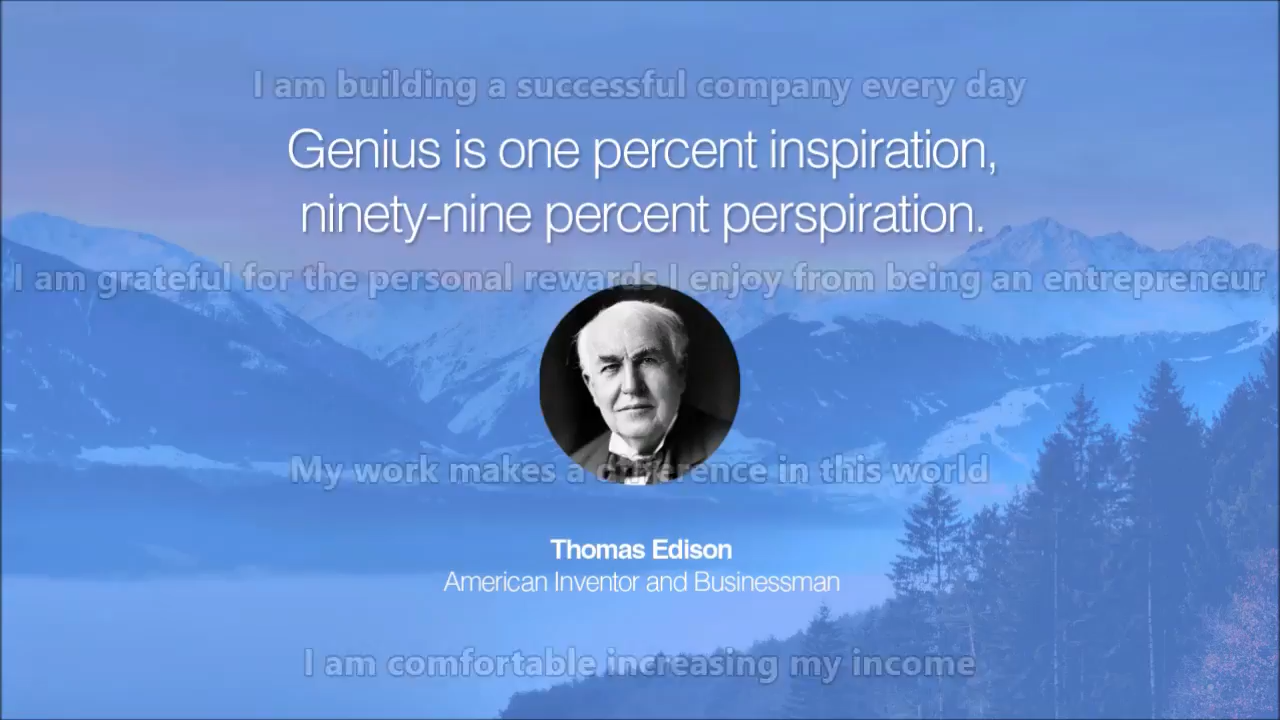 I am building a successful company every day
Genius is one percent inspiration,
ninety-nine percent perspiration.
I am grateful for the personal rewards I enjoy from being an entrepreneur
My work makes a difference in this world
Thomas Edison
American Inventor and Businessman
I am comfortable increasing my income